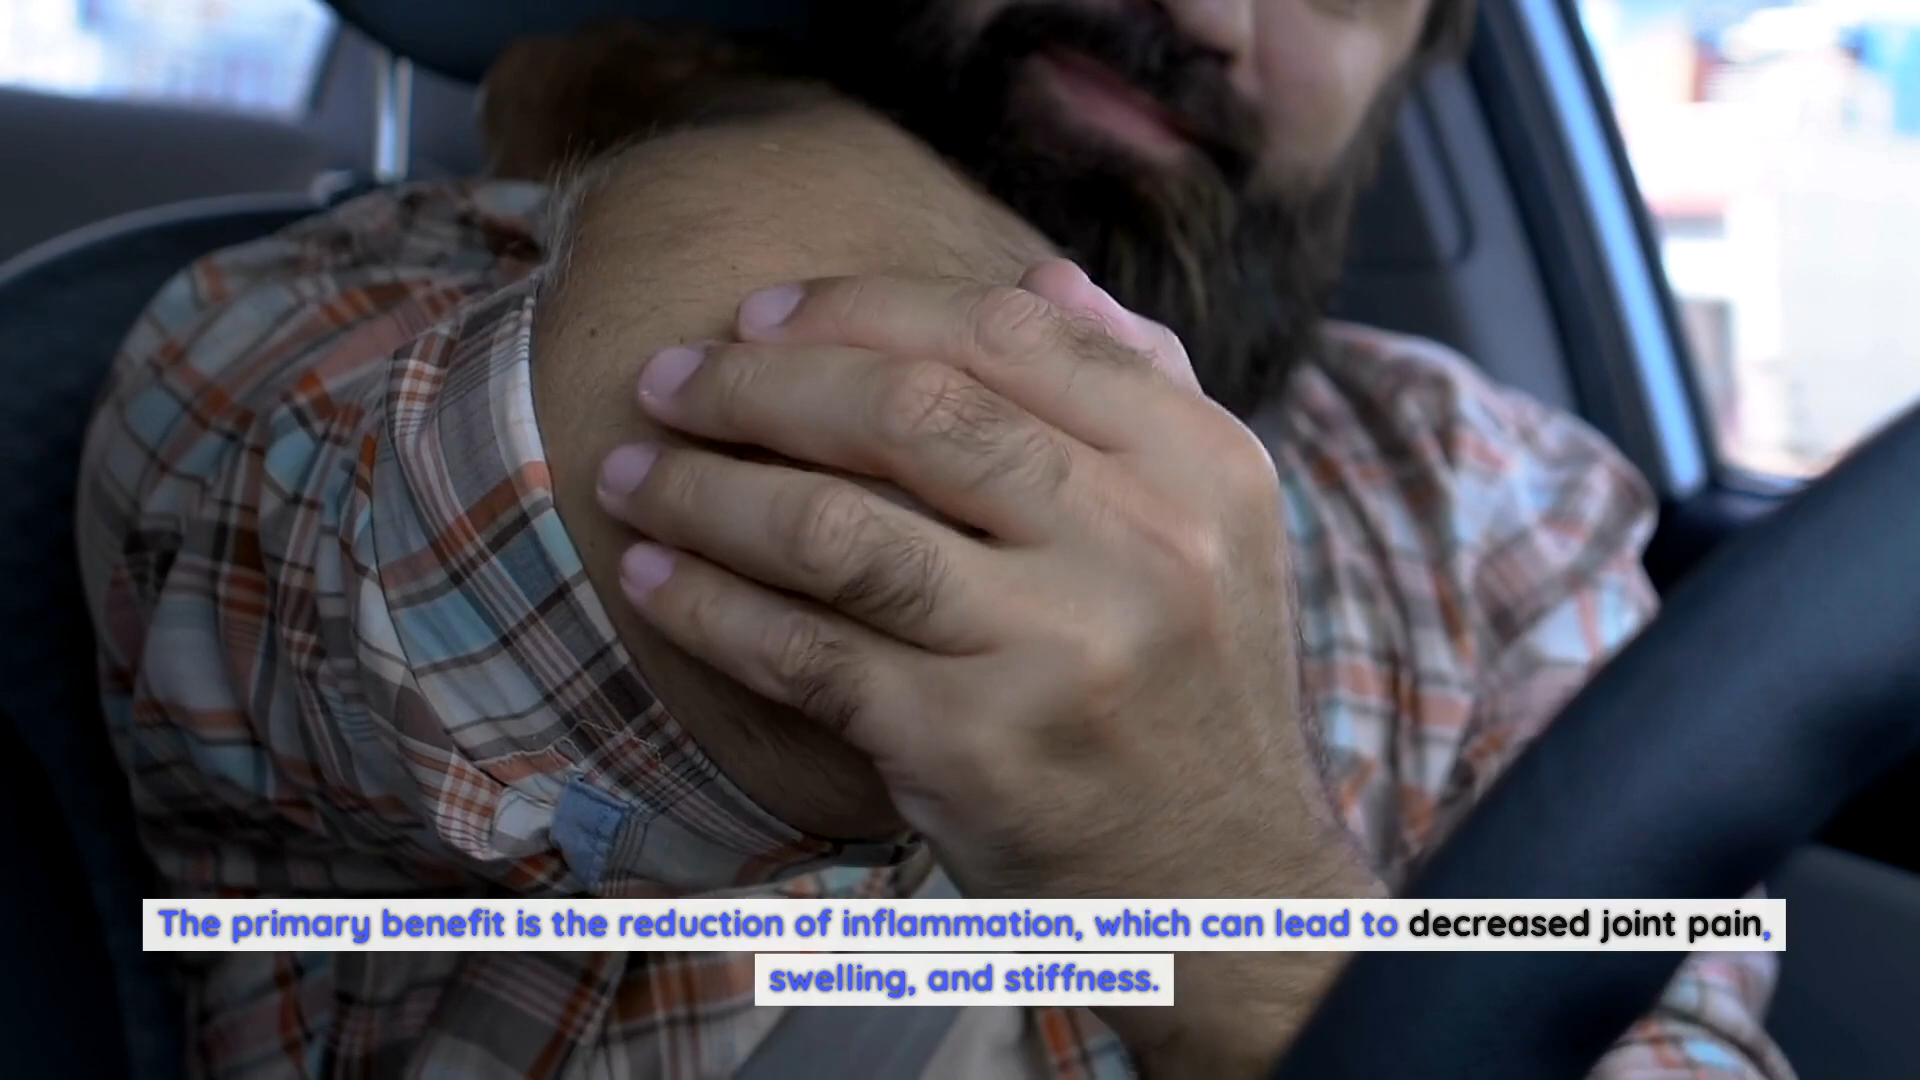 The primary benefit is the reduction of inflammation, which can lead to decreased joint pain,
swelling, and stiffness.